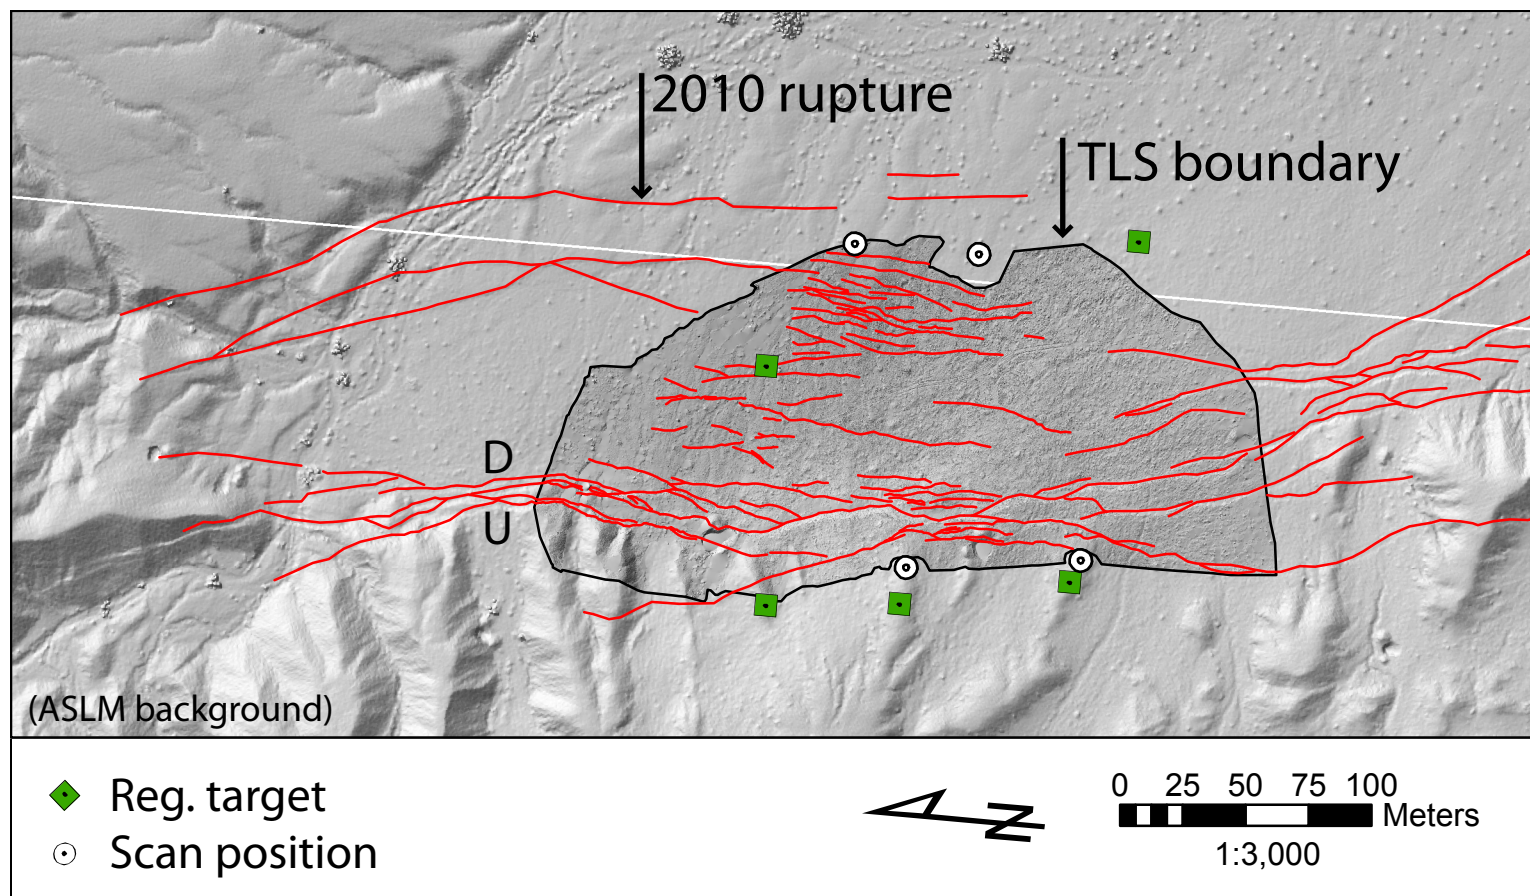 2010 rupture
TLS boundary
D
U
(ASLM background)
Reg. target
Scan position
N
0 25 50 75 100
Meters
1:3,000